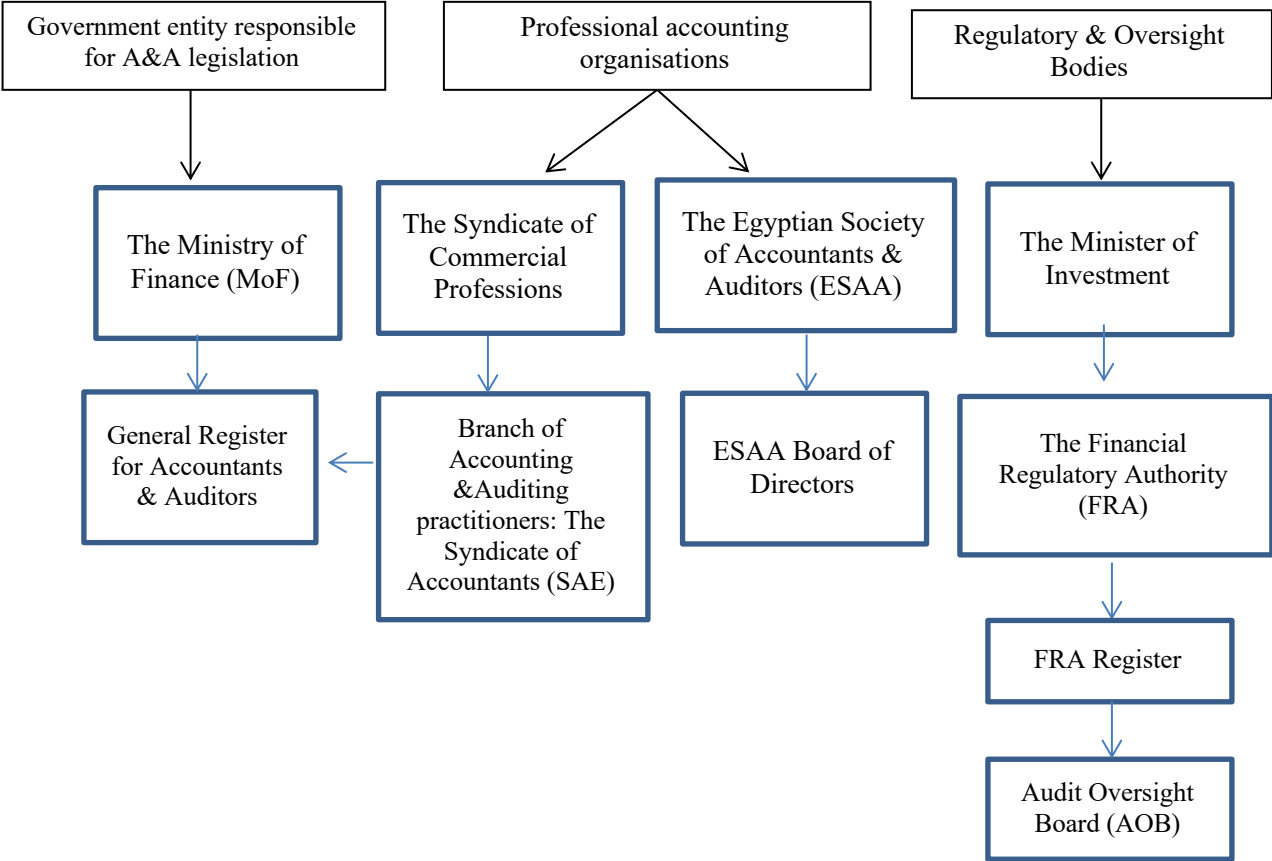 Government entity responsible
for A&A legislation
Professional accounting
organisations
Regulatory & Oversight
Bodies
The Ministry of
Finance (MoF)
The Syndicate of
Commercial
Professions
The Egyptian Society
of Accountants &
Auditors (ESAA)
The Minister of
Investment
General Register
for Accountants
& Auditors
Branch of
Accounting
&Auditing
practitioners: The
Syndicate of
Accountants (SAE)
ESAA Board of
Directors
The Financial
Regulatory Authority
(FRA)
FRA Register
Audit Oversight
Board (AOB)